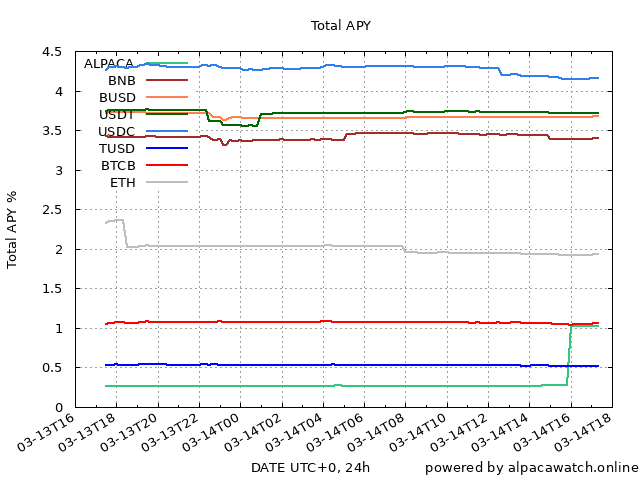 Total APY
Total APY %
4.5
4
3.5
3
2.5
2
1.5
1
0.5
0
ALPACA
BNB
BUSD
USDT
USDC
TUSD
BTCB
ETH
03-13T16
03-13T18
03-13T20
03-13T22
03-14T00
03-14T02
03-14T04
03-14T06
03-14T08
03-14T10
03-14T12
03-14T14
03-14T16
03-14T18
DATE UTC+0, 24h
powered by alpacawatch.online